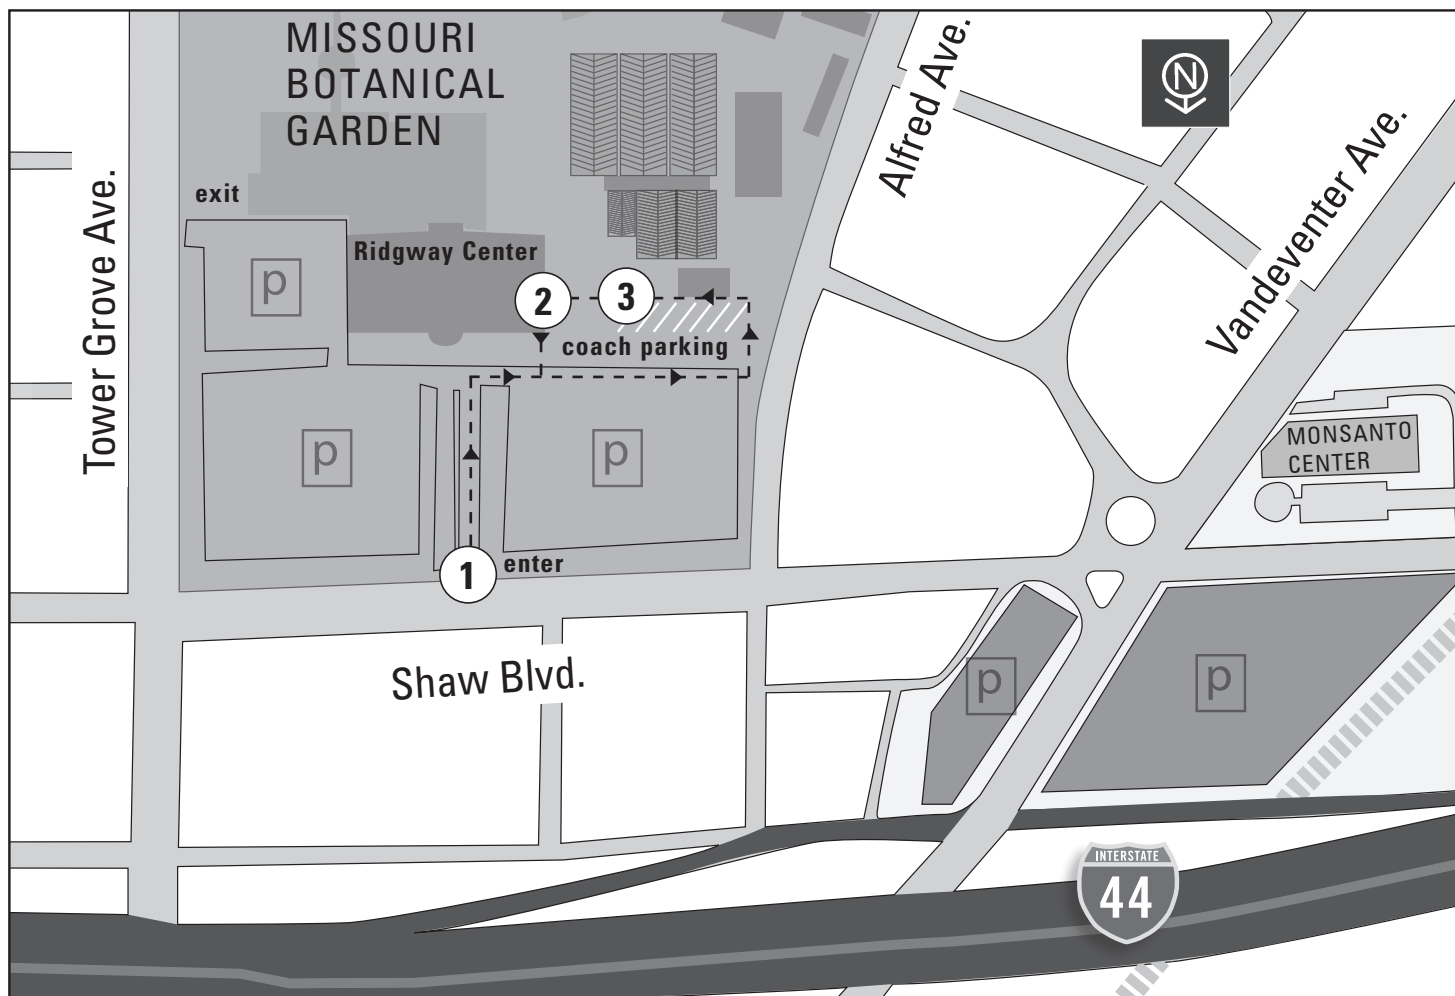 MISSOURI
BOTANICAL
GARDEN
Alfred Ave.
N
Vandeventer Ave.
Tower Grove Ave.
exit
p
Ridgway Center
2
3
coach parking
p
p
MONSANTO
CENTER
1
enter
Shaw Blvd.
p
p
INTERSTATE
44